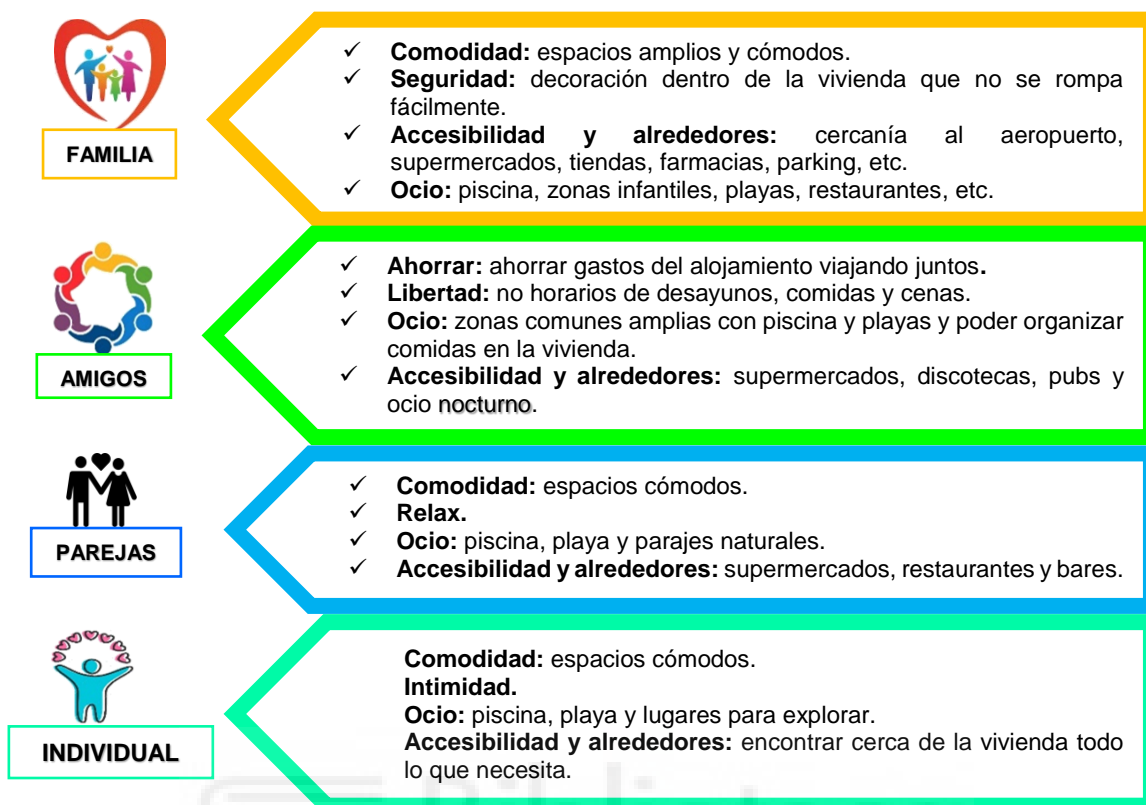 FAMILIA
✓ Comodidad: espacios amplios y cómodos.
✓ Seguridad: decoración dentro de la vivienda que no se rompa
fácilmente.
✓ Accesibilidad y alrededores: cercanía al aeropuerto,
supermercados, tiendas, farmacias, parking, etc.
✓ Ocio: piscina, zonas infantiles, playas, restaurantes, etc.
AMIGOS
✓ Ahorrar: ahorrar gastos del alojamiento viajando juntos.
✓ Libertad: no horarios de desayunos, comidas y cenas.
✓ Ocio: zonas comunes amplias con piscina y playas y poder organizar
comidas en la vivienda.
✓ Accesibilidad y alrededores: supermercados, discotecas, pubs y
ocio nocturno.
PAREJAS
✓ Comodidad: espacios cómodos.
✓ Relax.
✓ Ocio: piscina, playa y parajes naturales.
✓ Accesibilidad y alrededores: supermercados, restaurantes y bares.
INDIVIDUAL
Comodidad: espacios cómodos.
Intimidad.
Ocio: piscina, playa y lugares para explorar.
Accesibilidad y alrededores: encontrar cerca de la vivienda todo
lo que necesita.